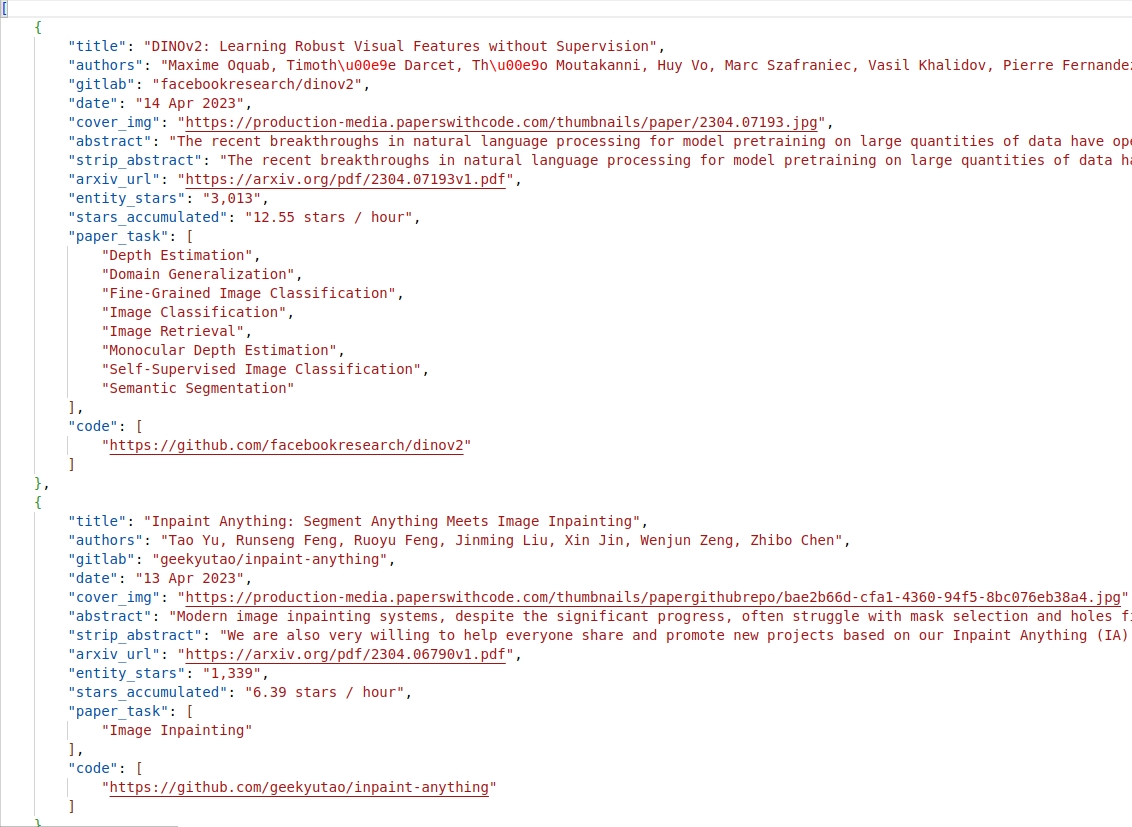 [
    {
        "title": "DINOv2: Learning Robust Visual Features without Supervision",
        "authors": "Maxime Oquab, Timoth\u00e9e Darcet, Th\u00e9o Moutakanni, Huy Vo, Marc Szafraniec, Vasil Khalidov, Pierre Fernandez
        "gitlab": "facebookresearch/dinov2",
        "date": "14 Apr 2023",
        "cover_img": "https://production-media.paperswithcode.com/thumbnails/paper/2304.07193.jpg",
        "abstract": "The recent breakthroughs in natural language processing for model pretraining on large quantities of data have ope
        "strip_abstract": "The recent breakthroughs in natural language processing for model pretraining on large quantities of data ha
        "arxiv_url": "https://arxiv.org/pdf/2304.07193v1.pdf",
        "entity_stars": "3,013",
        "stars_accumulated": "12.55 stars / hour",
        "paper_task": [
            "Depth Estimation",
            "Domain Generalization",
            "Fine-Grained Image Classification",
            "Image Classification",
            "Image Retrieval",
            "Monocular Depth Estimation",
            "Self-Supervised Image Classification",
            "Semantic Segmentation"
        ],
        "code": [
            "https://github.com/facebookresearch/dinov2"
        ]
    },
    {
        "title": "Inpaint Anything: Segment Anything Meets Image Inpainting",
        "authors": "Tao Yu, Runseng Feng, Ruoyu Feng, Jinming Liu, Xin Jin, Wenjun Zeng, Zhibo Chen",
        "gitlab": "geekyutao/inpaint-anything",
        "date": "13 Apr 2023",
        "cover_img": "https://production-media.paperswithcode.com/thumbnails/papergithubrepo/bae2b66d-cfa1-4360-94f5-8bc076eb38a4.jpg"
        "abstract": "Modern image inpainting systems, despite the significant progress, often struggle with mask selection and holes fi
        "strip_abstract": "We are also very willing to help everyone share and promote new projects based on our Inpaint Anything (IA)
        "arxiv_url": "https://arxiv.org/pdf/2304.06790v1.pdf",
        "entity_stars": "1,339",
        "stars_accumulated": "6.39 stars / hour",
        "paper_task": [
            "Image Inpainting"
        ],
        "code": [
            "https://github.com/geekyutao/inpaint-anything"
        ]
    }